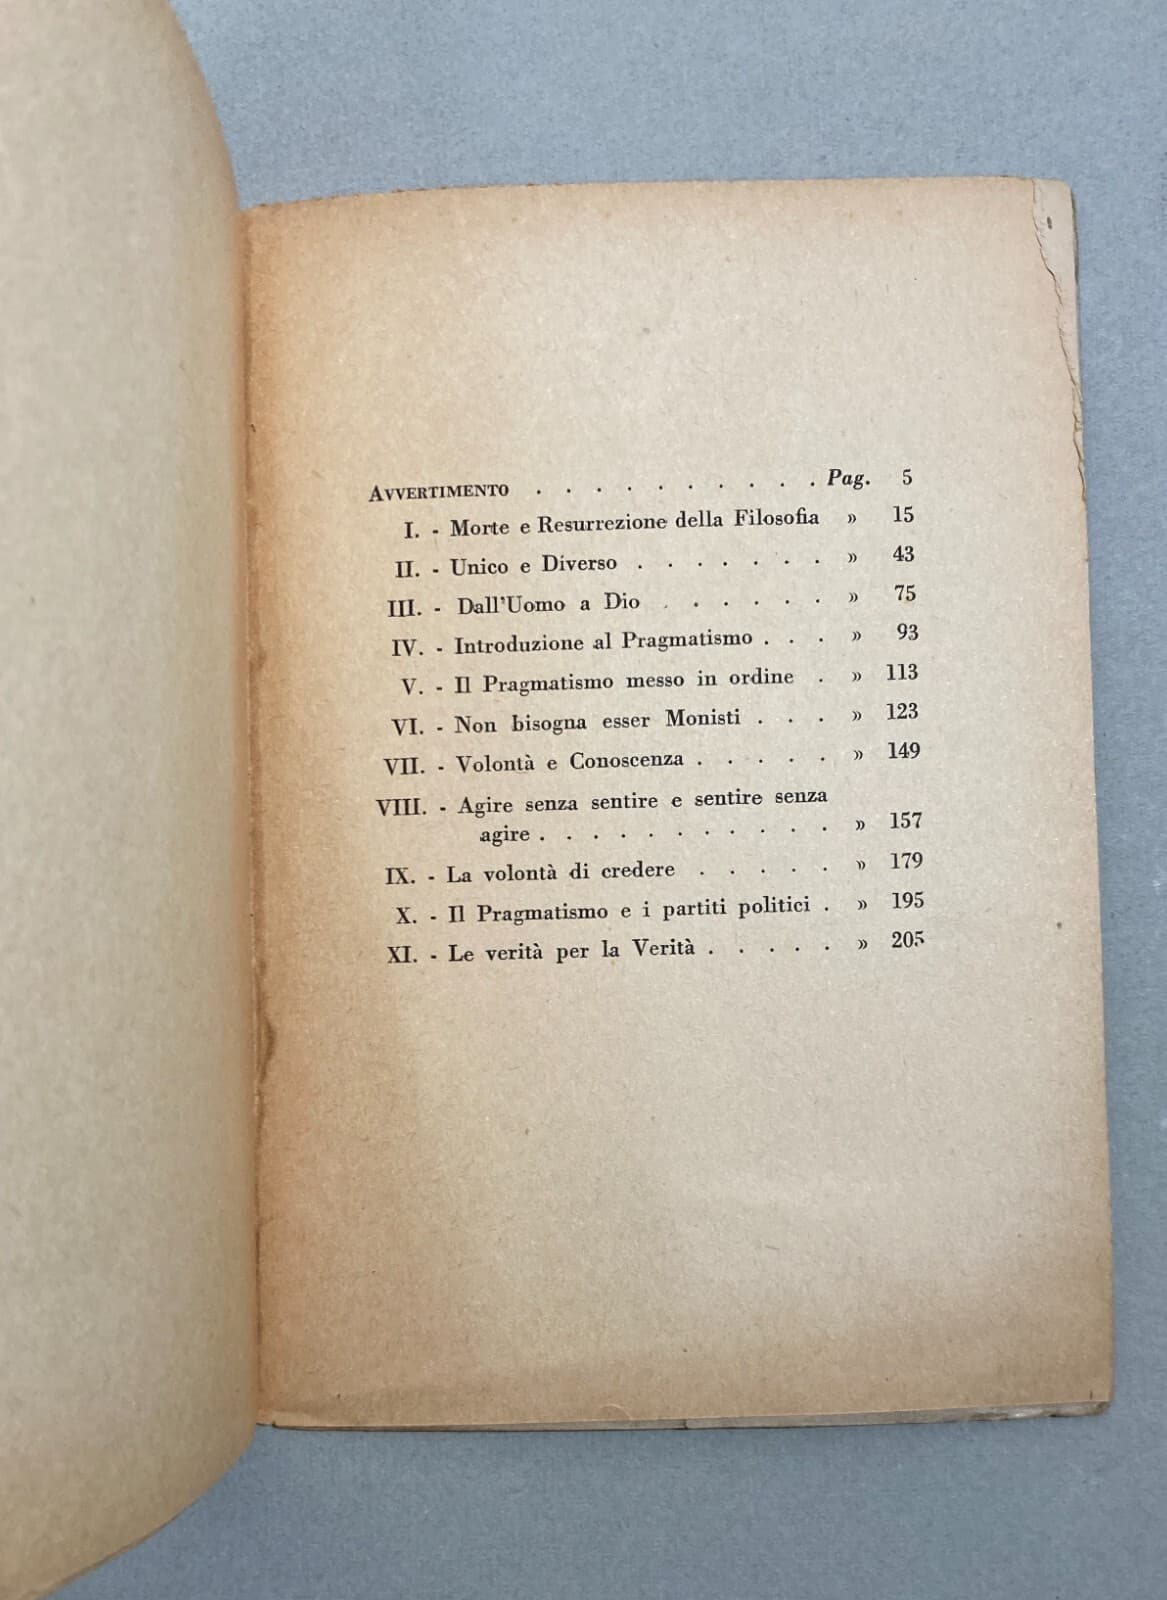 AVVERTIMENTO . . . . . . . . . . Pag. 5
I. - Morte e Resurrezione della Filosofia » 15
II. - Unico e Diverso . . . . . . . » 43
III. - Dall'Uomo a Dio . . . . . . » 75
IV. - Introduzione al Pragmatismo . . . » 93
V. - Il Pragmatismo messo in ordine . » 113
VI. - Non bisogna esser Monisti . . . » 123
VII. - Volontà e Conoscenza . . . . . » 149
VIII. - Agire senza sentire e sentire senza
agire . . . . . . . . . . . » 157
IX. - La volontà di credere . . . . . » 179
X. - Il Pragmatismo e i partiti politici . » 195
XI. - Le verità per la Verità . . . . . » 205